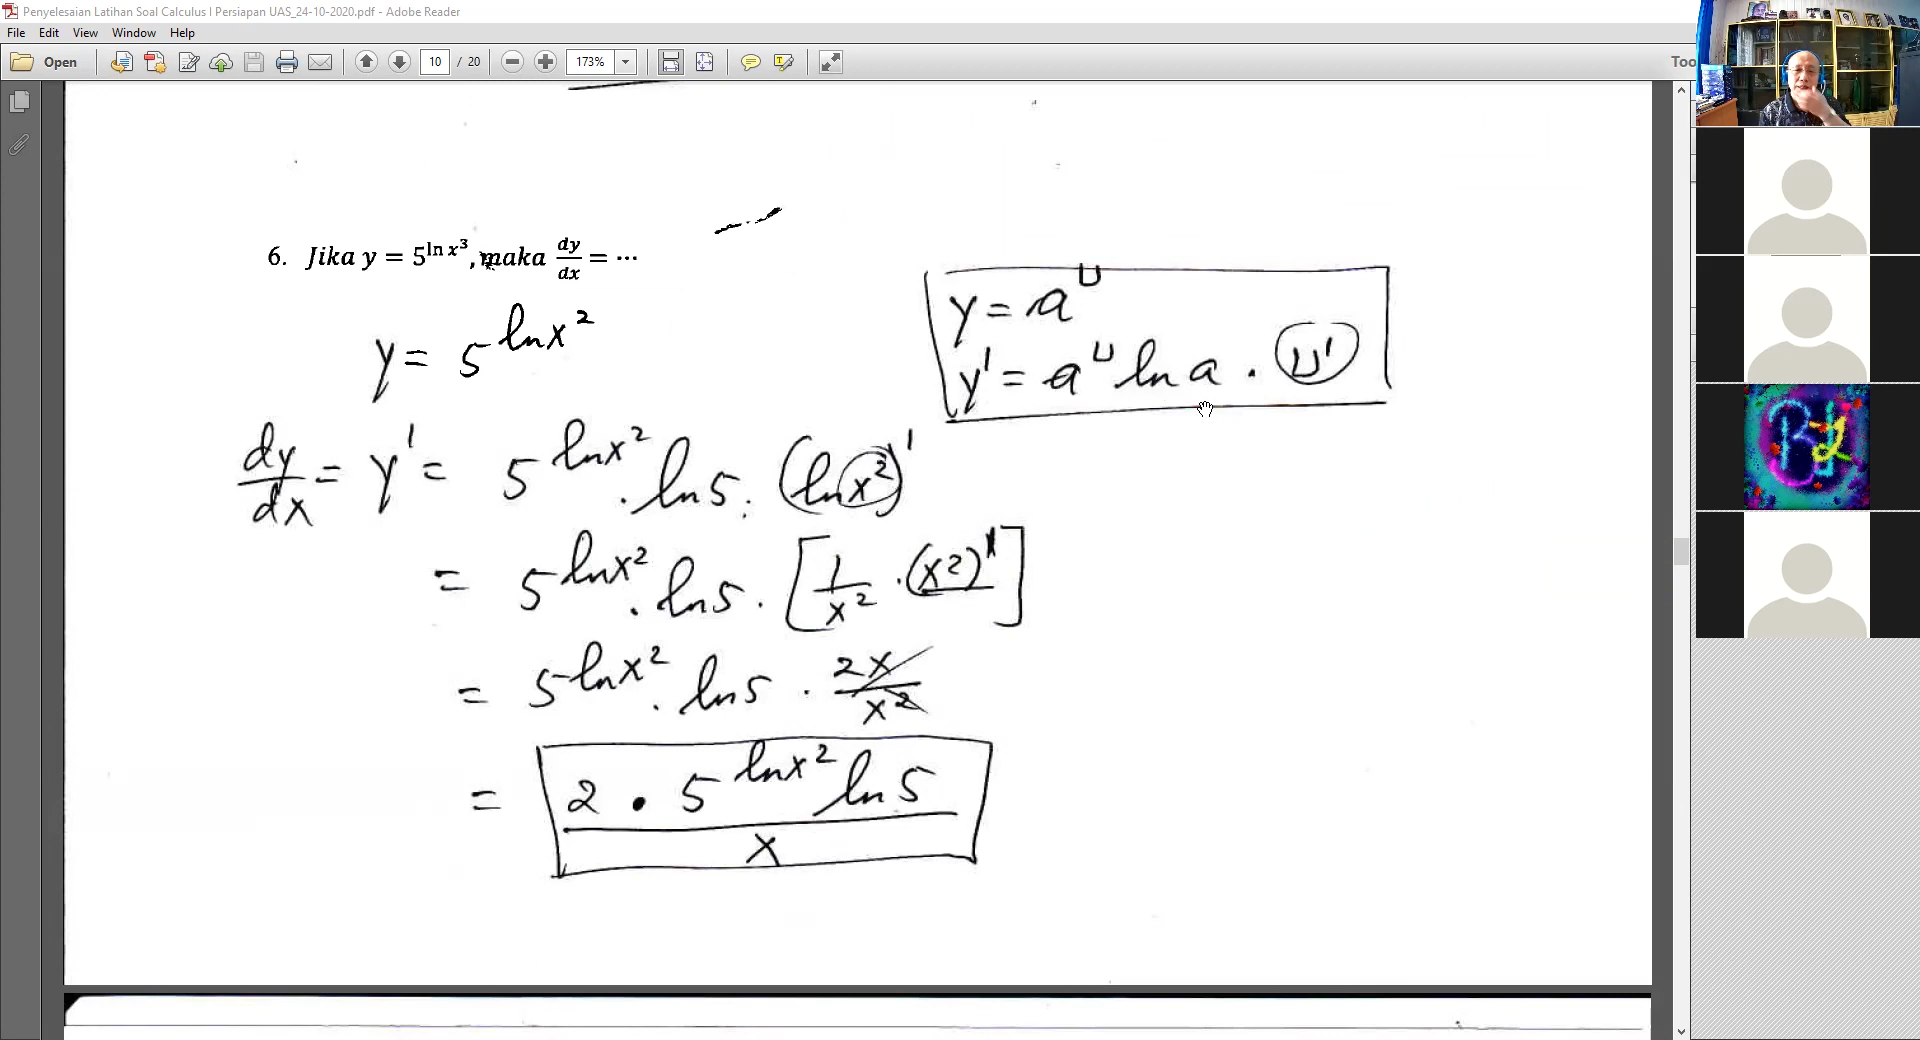 Penyelesaian Latihan Soal Calculus I Persiapan UAS_24-10-2020.pdf - Adobe Reader
File Edit View Window Help
Open 10 / 20 173% Too
6. Jika y = 5^{ln x^3}, maka dy/dx = ···
y = 5^{ln x^2}
y = a^U
y' = a^U ln a . U'
dy/dx = y' = 5^{ln x^2} . ln 5 . (ln x^2)'
= 5^{ln x^2} . ln 5 . [1/x^2 . (x^2)']
= 5^{ln x^2} . ln 5 . 2x/x^2
= 2 • 5^{ln x^2} ln 5 / x